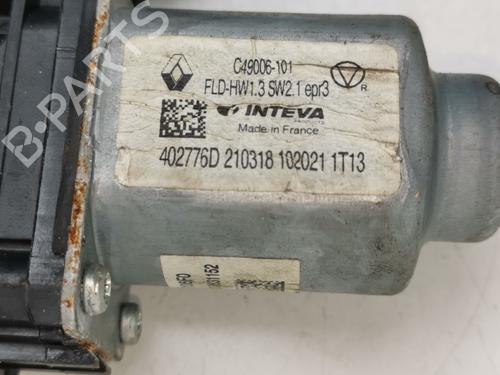 C49006-101
FLD-HW1.3 SW2.1 epr3
R
INTEVA
Made in France
402776D 210318 102021 1T13
B-PARTS